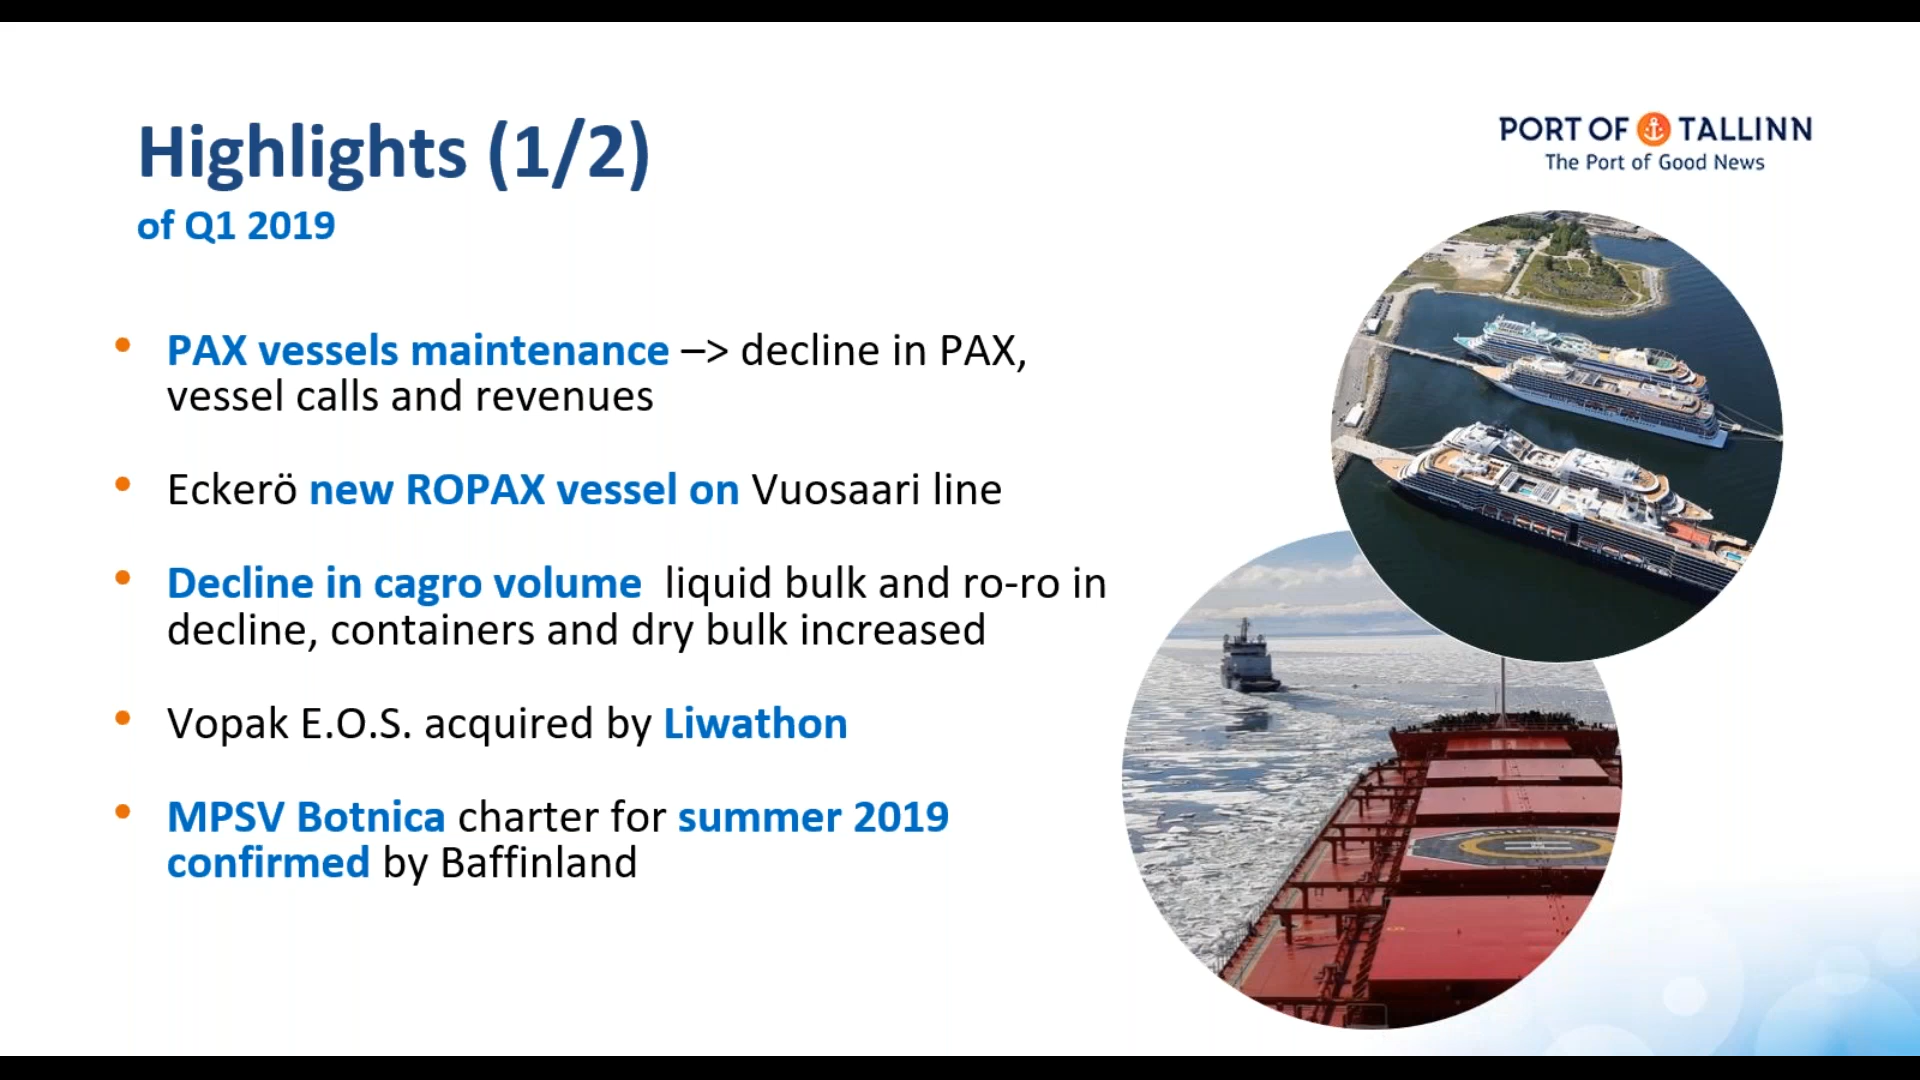 Highlights (1/2)
of Q1 2019
PORT OF TALLINN
The Port of Good News
• PAX vessels maintenance –> decline in PAX,
vessel calls and revenues
• Eckerö new ROPAX vessel on Vuosaari line
• Decline in cagro volume liquid bulk and ro-ro in
decline, containers and dry bulk increased
• Vopak E.O.S. acquired by Liwathon
• MPSV Botnica charter for summer 2019
confirmed by Baffinland